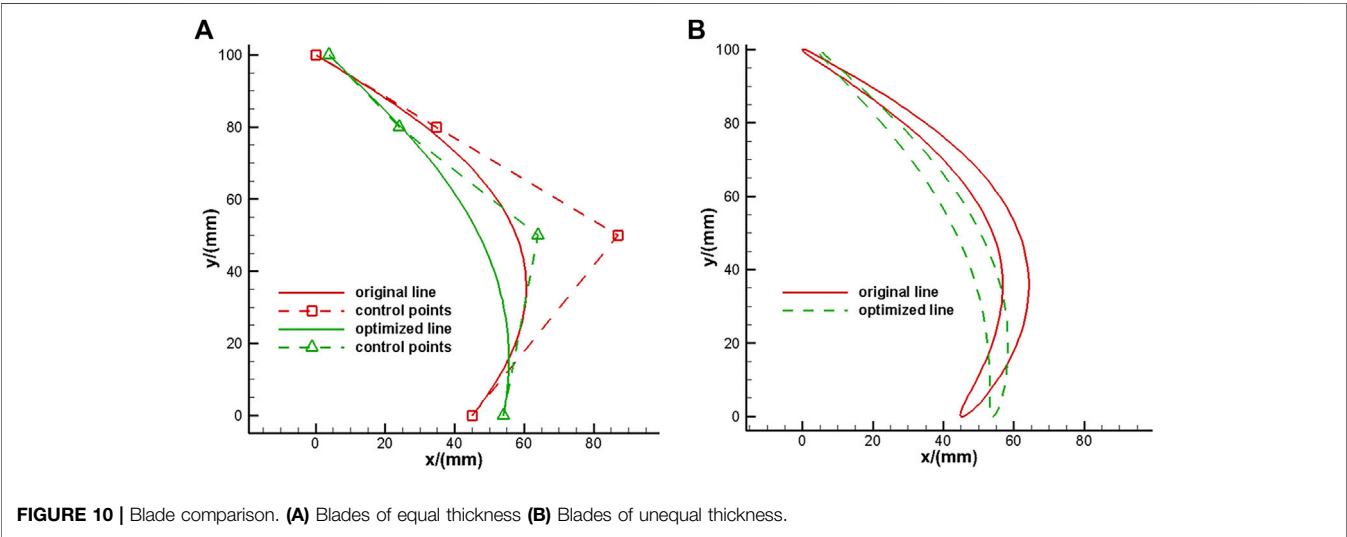 A
y/(mm)
100
80
60
40
20
0
original line
control points
optimized line
control points
0 20 40 60 80
x/(mm)
B
y/(mm)
100
80
60
40
20
0
original line
optimized line
0 20 40 60 80
x/(mm)
FIGURE 10 | Blade comparison. (A) Blades of equal thickness (B) Blades of unequal thickness.